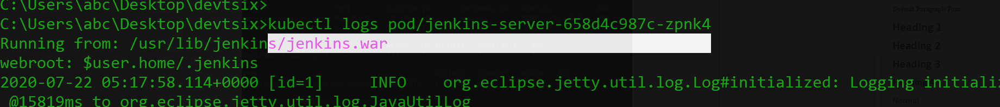 C:\Users\abc\Desktop\devtsix>
C:\Users\abc\Desktop\devtsix>kubectl logs pod/jenkins-server-658d4c987c-zpnk4
Running from: /usr/lib/jenkins/jenkins.war
webroot: $user.home/.jenkins
2020-07-22 05:17:58.114+0000 [id=1]     INFO    org.eclipse.jetty.util.log.Log#initialized: Logging initializ
@15819ms to org.eclipse.jetty.util.log.JavaUtilLog
Default Paragraph Font
Heading 1
Heading 2
Heading 3
Normal